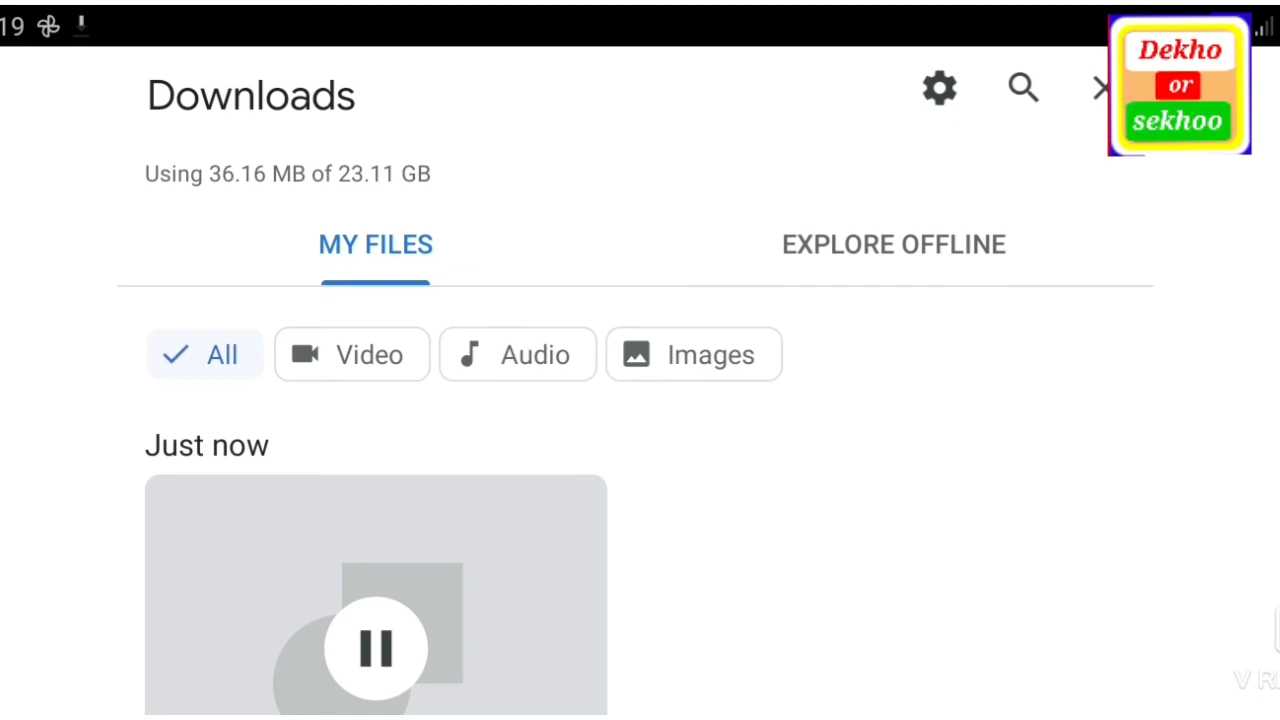 19
Dekho
or
sekhoo
Downloads
Using 36.16 MB of 23.11 GB
MY FILES
EXPLORE OFFLINE
All
Video
Audio
Images
Just now